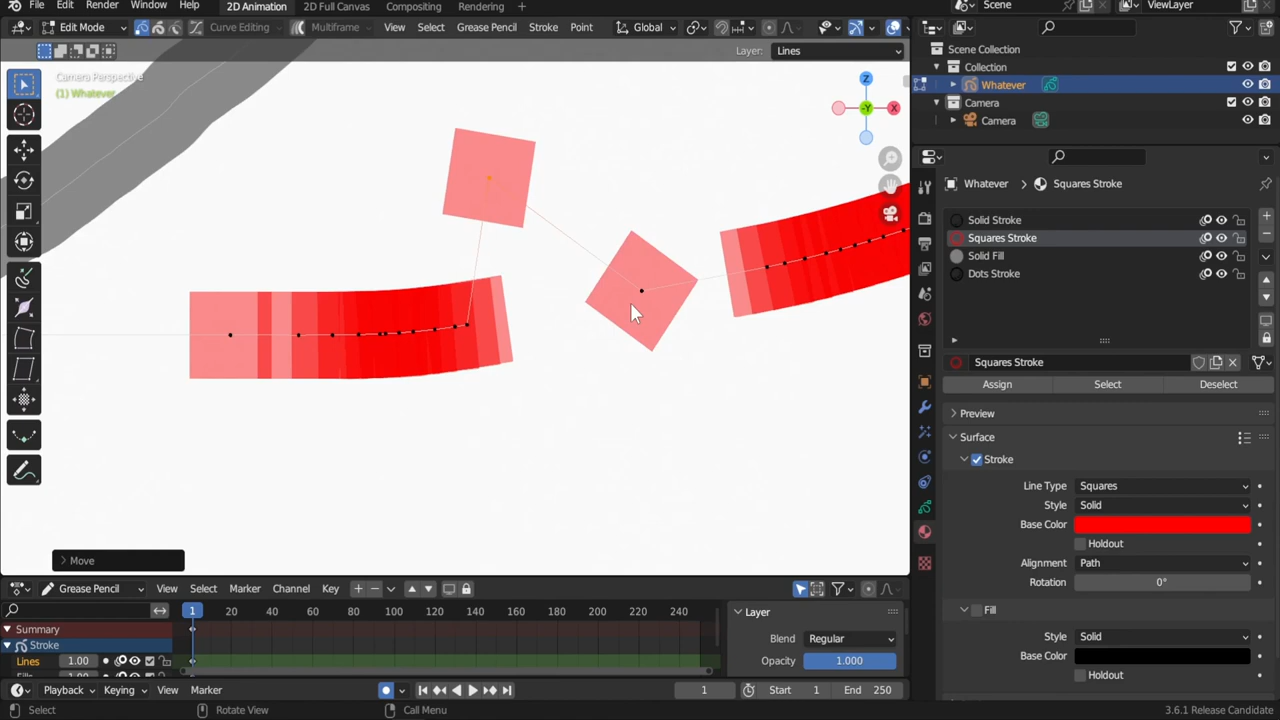 File Edit Render Window Help 2D Animation 2D Full Canvas Compositing Rendering + Scene ViewLayer
Edit Mode Curve Editing Multiframe View Select Grease Pencil Stroke Point Global
Layer: Lines
Camera Perspective
(1) Whatever
Z
-Y
X
Move
Scene Collection
Collection
Whatever
Camera
Camera
Whatever > Squares Stroke
Solid Stroke
Squares Stroke
Solid Fill
Dots Stroke
Squares Stroke
Assign Select Deselect
Preview
Surface
Stroke
Line Type Squares
Style Solid
Base Color
Holdout
Alignment Path
Rotation 0°
Fill
Style Solid
Base Color
Holdout
Grease Pencil View Select Marker Channel Key
1 20 40 60 80 100 120 140 160 180 200 220 240
Summary
Stroke
Lines 1.00
Layer
Blend Regular
Opacity 1.000
Playback Keying View Marker 1 Start 1 End 250
Select Rotate View Call Menu 3.6.1 Release Candidate